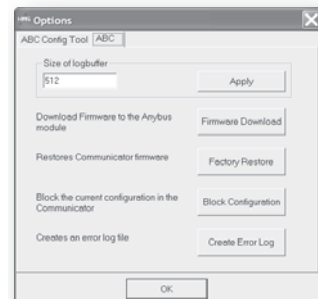 Options
ABC Config Tool ABC
Size of logbuffer
512
Apply
Download Firmware to the Anybus
module
Firmware Download
Restores Communicator firmware
Factory Restore
Block the current configuration in the
Communicator
Block Configuration
Creates an error log file
Create Error Log
OK